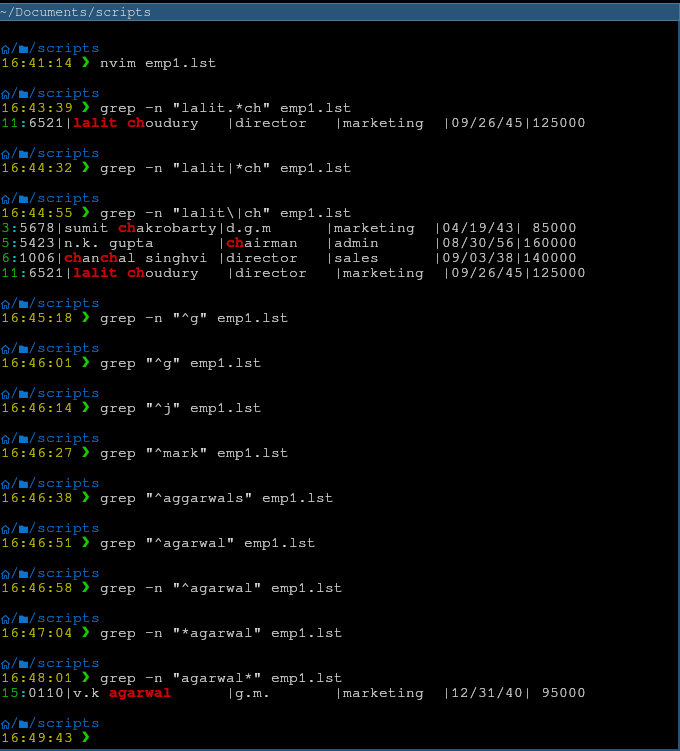 ~/Documents/scripts
/ /scripts
16:41:14 ❯ nvim emp1.lst
/ /scripts
16:43:39 ❯ grep -n "lalit.*ch" emp1.lst
11:6521|lalit choudury   |director   |marketing  |09/26/45|125000
/ /scripts
16:44:32 ❯ grep -n "lalit|*ch" emp1.lst
/ /scripts
16:44:55 ❯ grep -n "lalit\|ch" emp1.lst
3:5678|sumit chakrobarty|d.g.m      |marketing  |04/19/43| 85000
5:5423|n.k. gupta       |chairman   |admin      |08/30/56|160000
6:1006|chanchal singhvi |director   |sales      |09/03/38|140000
11:6521|lalit choudury   |director   |marketing  |09/26/45|125000
/ /scripts
16:45:18 ❯ grep -n "^g" emp1.lst
/ /scripts
16:46:01 ❯ grep "^g" emp1.lst
/ /scripts
16:46:14 ❯ grep "^j" emp1.lst
/ /scripts
16:46:27 ❯ grep "^mark" emp1.lst
/ /scripts
16:46:38 ❯ grep "^aggarwals" emp1.lst
/ /scripts
16:46:51 ❯ grep "^agarwal" emp1.lst
/ /scripts
16:46:58 ❯ grep -n "^agarwal" emp1.lst
/ /scripts
16:47:04 ❯ grep -n "*agarwal" emp1.lst
/ /scripts
16:48:01 ❯ grep -n "agarwal*" emp1.lst
15:0110|v.k agarwal      |g.m.       |marketing  |12/31/40| 95000
/ /scripts
16:49:43 ❯